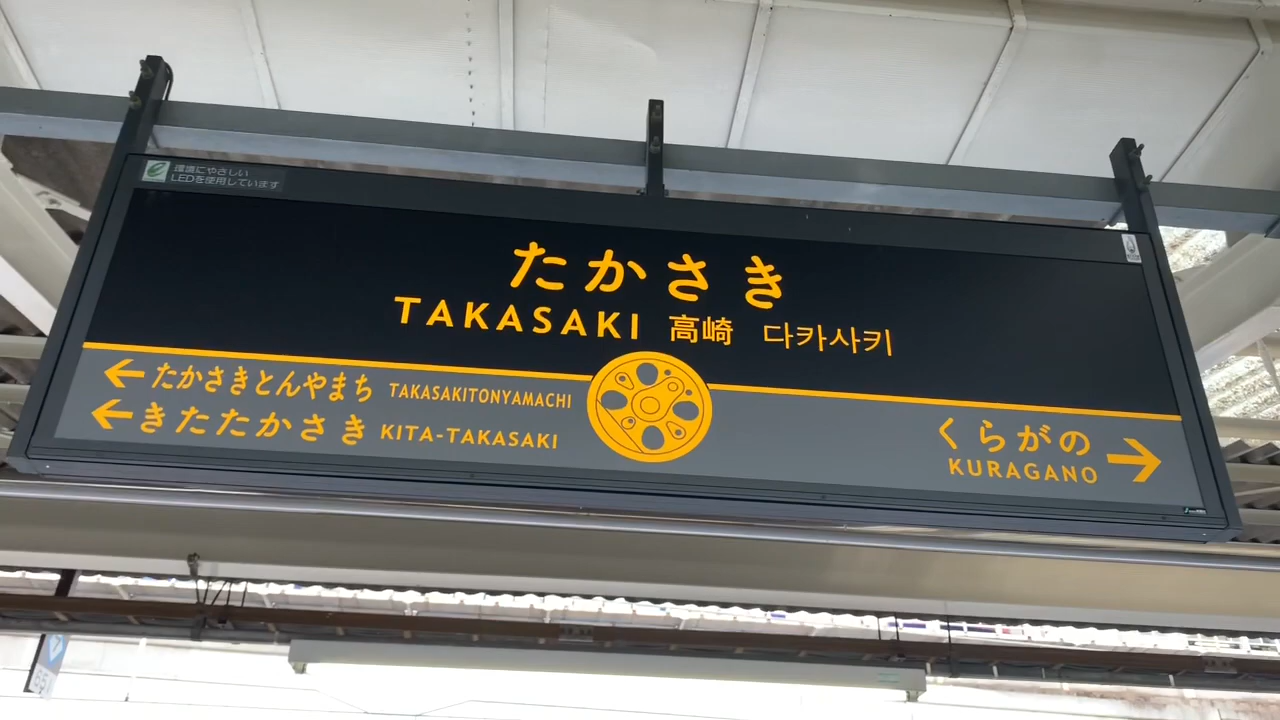 環境にやさしい
LEDを使用しています
たかさき
TAKASAKI 高崎 다카사키
← たかさきとんやまち TAKASAKITONYAMACHI
← きたたかさき KITA-TAKASAKI
くらがの →
KURAGANO